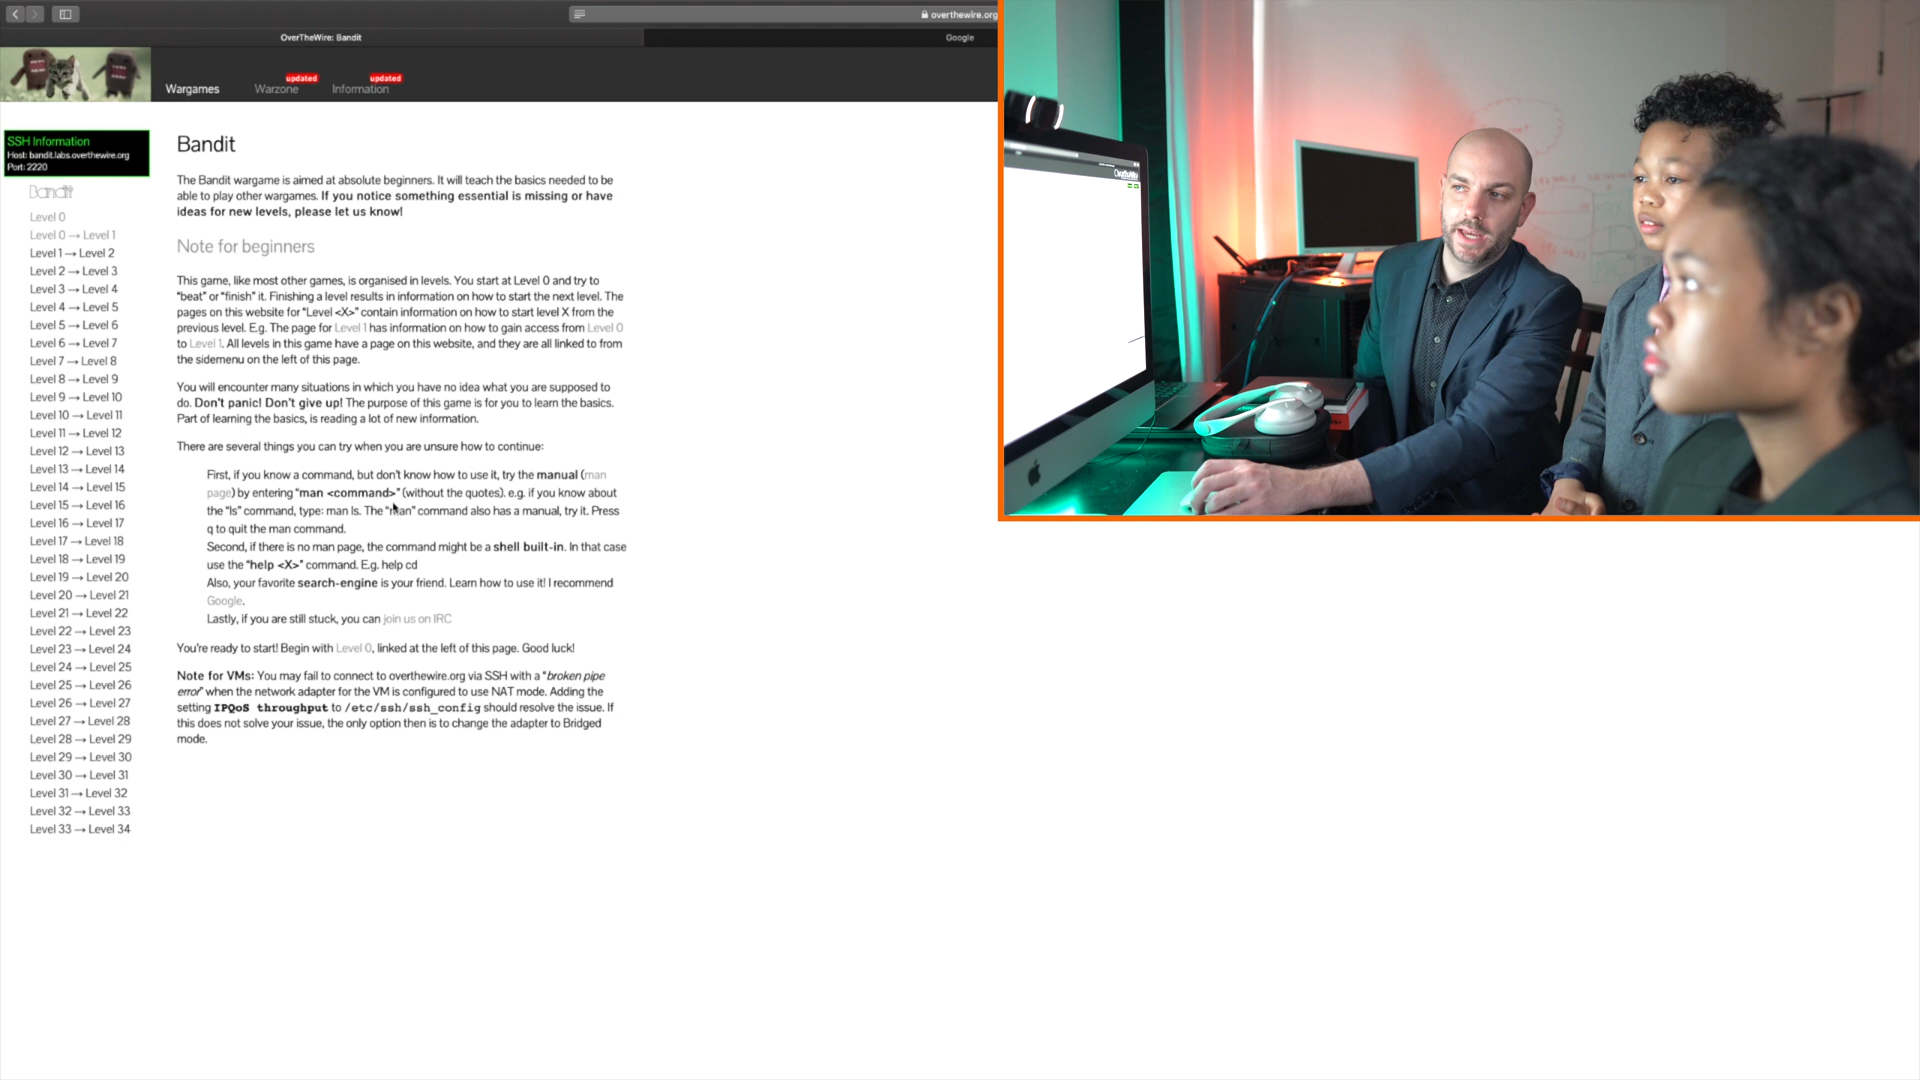 overthewire.org
OverTheWire: Bandit
Google
updated
updated
Wargames
Warzone
Information
SSH Information
Host: bandit.labs.overthewire.org
Port: 2220
Bandit
Level 0
Level 0 → Level 1
Level 1 → Level 2
Level 2 → Level 3
Level 3 → Level 4
Level 4 → Level 5
Level 5 → Level 6
Level 6 → Level 7
Level 7 → Level 8
Level 8 → Level 9
Level 9 → Level 10
Level 10 → Level 11
Level 11 → Level 12
Level 12 → Level 13
Level 13 → Level 14
Level 14 → Level 15
Level 15 → Level 16
Level 16 → Level 17
Level 17 → Level 18
Level 18 → Level 19
Level 19 → Level 20
Level 20 → Level 21
Level 21 → Level 22
Level 22 → Level 23
Level 23 → Level 24
Level 24 → Level 25
Level 25 → Level 26
Level 26 → Level 27
Level 27 → Level 28
Level 28 → Level 29
Level 29 → Level 30
Level 30 → Level 31
Level 31 → Level 32
Level 32 → Level 33
Level 33 → Level 34
Bandit
The Bandit wargame is aimed at absolute beginners. It will teach the basics needed to be
able to play other wargames. If you notice something essential is missing or have
ideas for new levels, please let us know!
Note for beginners
This game, like most other games, is organised in levels. You start at Level 0 and try to
"beat" or "finish" it. Finishing a level results in information on how to start the next level. The
pages on this website for "Level <X>" contain information on how to start level X from the
previous level. E.g. The page for Level 1 has information on how to gain access from Level 0
to Level 1. All levels in this game have a page on this website, and they are all linked to from
the sidemenu on the left of this page.
You will encounter many situations in which you have no idea what you are supposed to
do. Don't panic! Don't give up! The purpose of this game is for you to learn the basics.
Part of learning the basics, is reading a lot of new information.
There are several things you can try when you are unsure how to continue:
First, if you know a command, but don't know how to use it, try the manual (man
page) by entering "man <command>" (without the quotes). e.g. if you know about
the "ls" command, type: man ls. The "man" command also has a manual, try it. Press
q to quit the man command.
Second, if there is no man page, the command might be a shell built-in. In that case
use the "help <X>" command. E.g. help cd
Also, your favorite search-engine is your friend. Learn how to use it! I recommend
Google.
Lastly, if you are still stuck, you can join us on IRC
You're ready to start! Begin with Level 0, linked at the left of this page. Good luck!
Note for VMs: You may fail to connect to overthewire.org via SSH with a "broken pipe
error" when the network adapter for the VM is configured to use NAT mode. Adding the
setting IPQoS throughput to /etc/ssh/ssh_config should resolve the issue. If
this does not solve your issue, the only option then is to change the adapter to Bridged
mode.